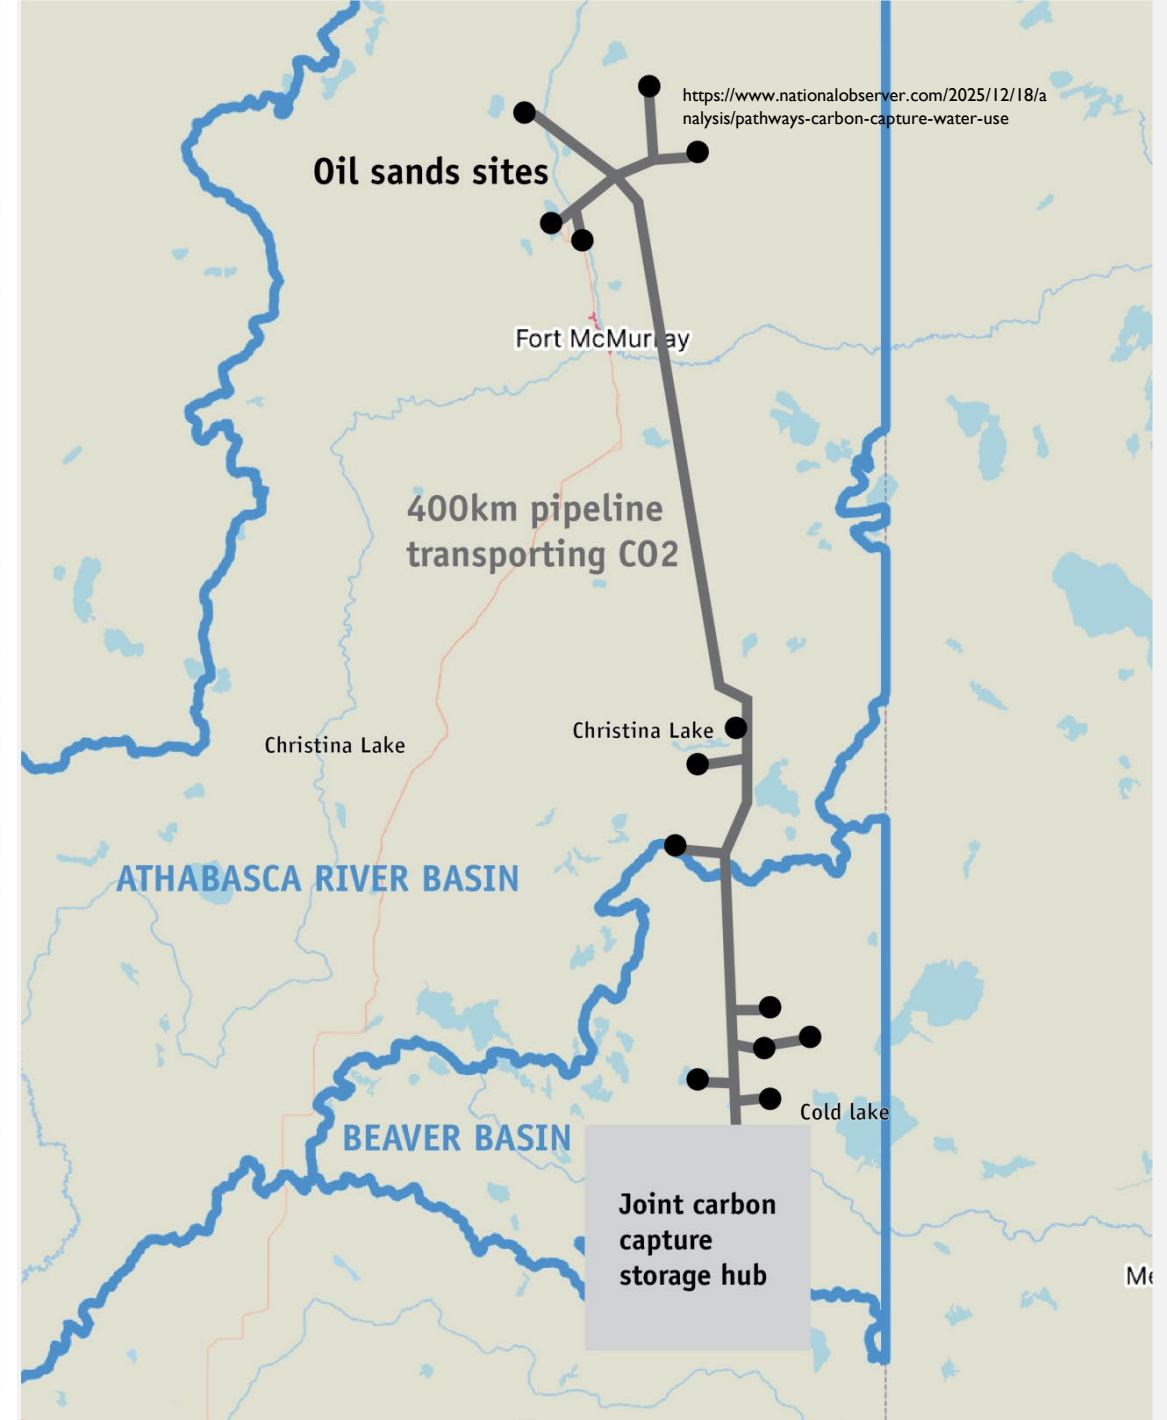 https://www.nationalobserver.com/2025/12/18/a
nalysis/pathways-carbon-capture-water-use
Oil sands sites
Fort McMurray
400km pipeline
transporting CO2
Christina Lake
Christina Lake
ATHABASCA RIVER BASIN
Cold lake
BEAVER BASIN
Joint carbon
capture
storage hub